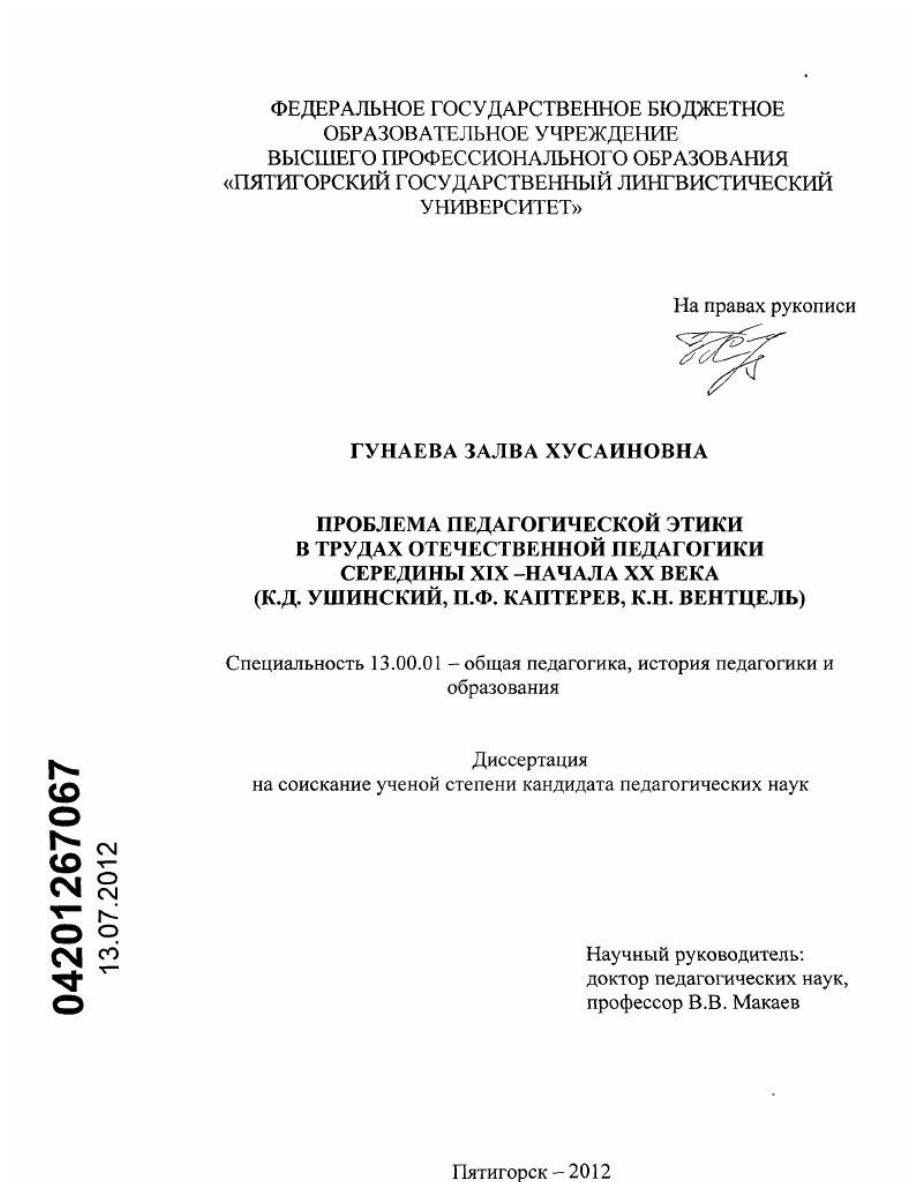 ФЕДЕРАЛЬНОЕ ГОСУДАРСТВЕННОЕ БЮДЖЕТНОЕ
ОБРАЗОВАТЕЛЬНОЕ УЧРЕЖДЕНИЕ
ВЫСШЕГО ПРОФЕССИОНАЛЬНОГО ОБРАЗОВАНИЯ
«ПЯТИГОРСКИЙ ГОСУДАРСТВЕННЫЙ ЛИНГВИСТИЧЕСКИЙ
УНИВЕРСИТЕТ»
На правах рукописи
ГУНАЕВА ЗАЛВА ХУСАИНОВНА
ПРОБЛЕМА ПЕДАГОГИЧЕСКОЙ ЭТИКИ
В ТРУДАХ ОТЕЧЕСТВЕННОЙ ПЕДАГОГИКИ
СЕРЕДИНЫ XIX –НАЧАЛА XX ВЕКА
(К.Д. УШИНСКИЙ, П.Ф. КАПТЕРЕВ, К.Н. ВЕНТЦЕЛЬ)
Специальность 13.00.01 – общая педагогика, история педагогики и
образования
Диссертация
на соискание ученой степени кандидата педагогических наук
04201267067
13.07.2012
Научный руководитель:
доктор педагогических наук,
профессор В.В. Макаев
Пятигорск – 2012